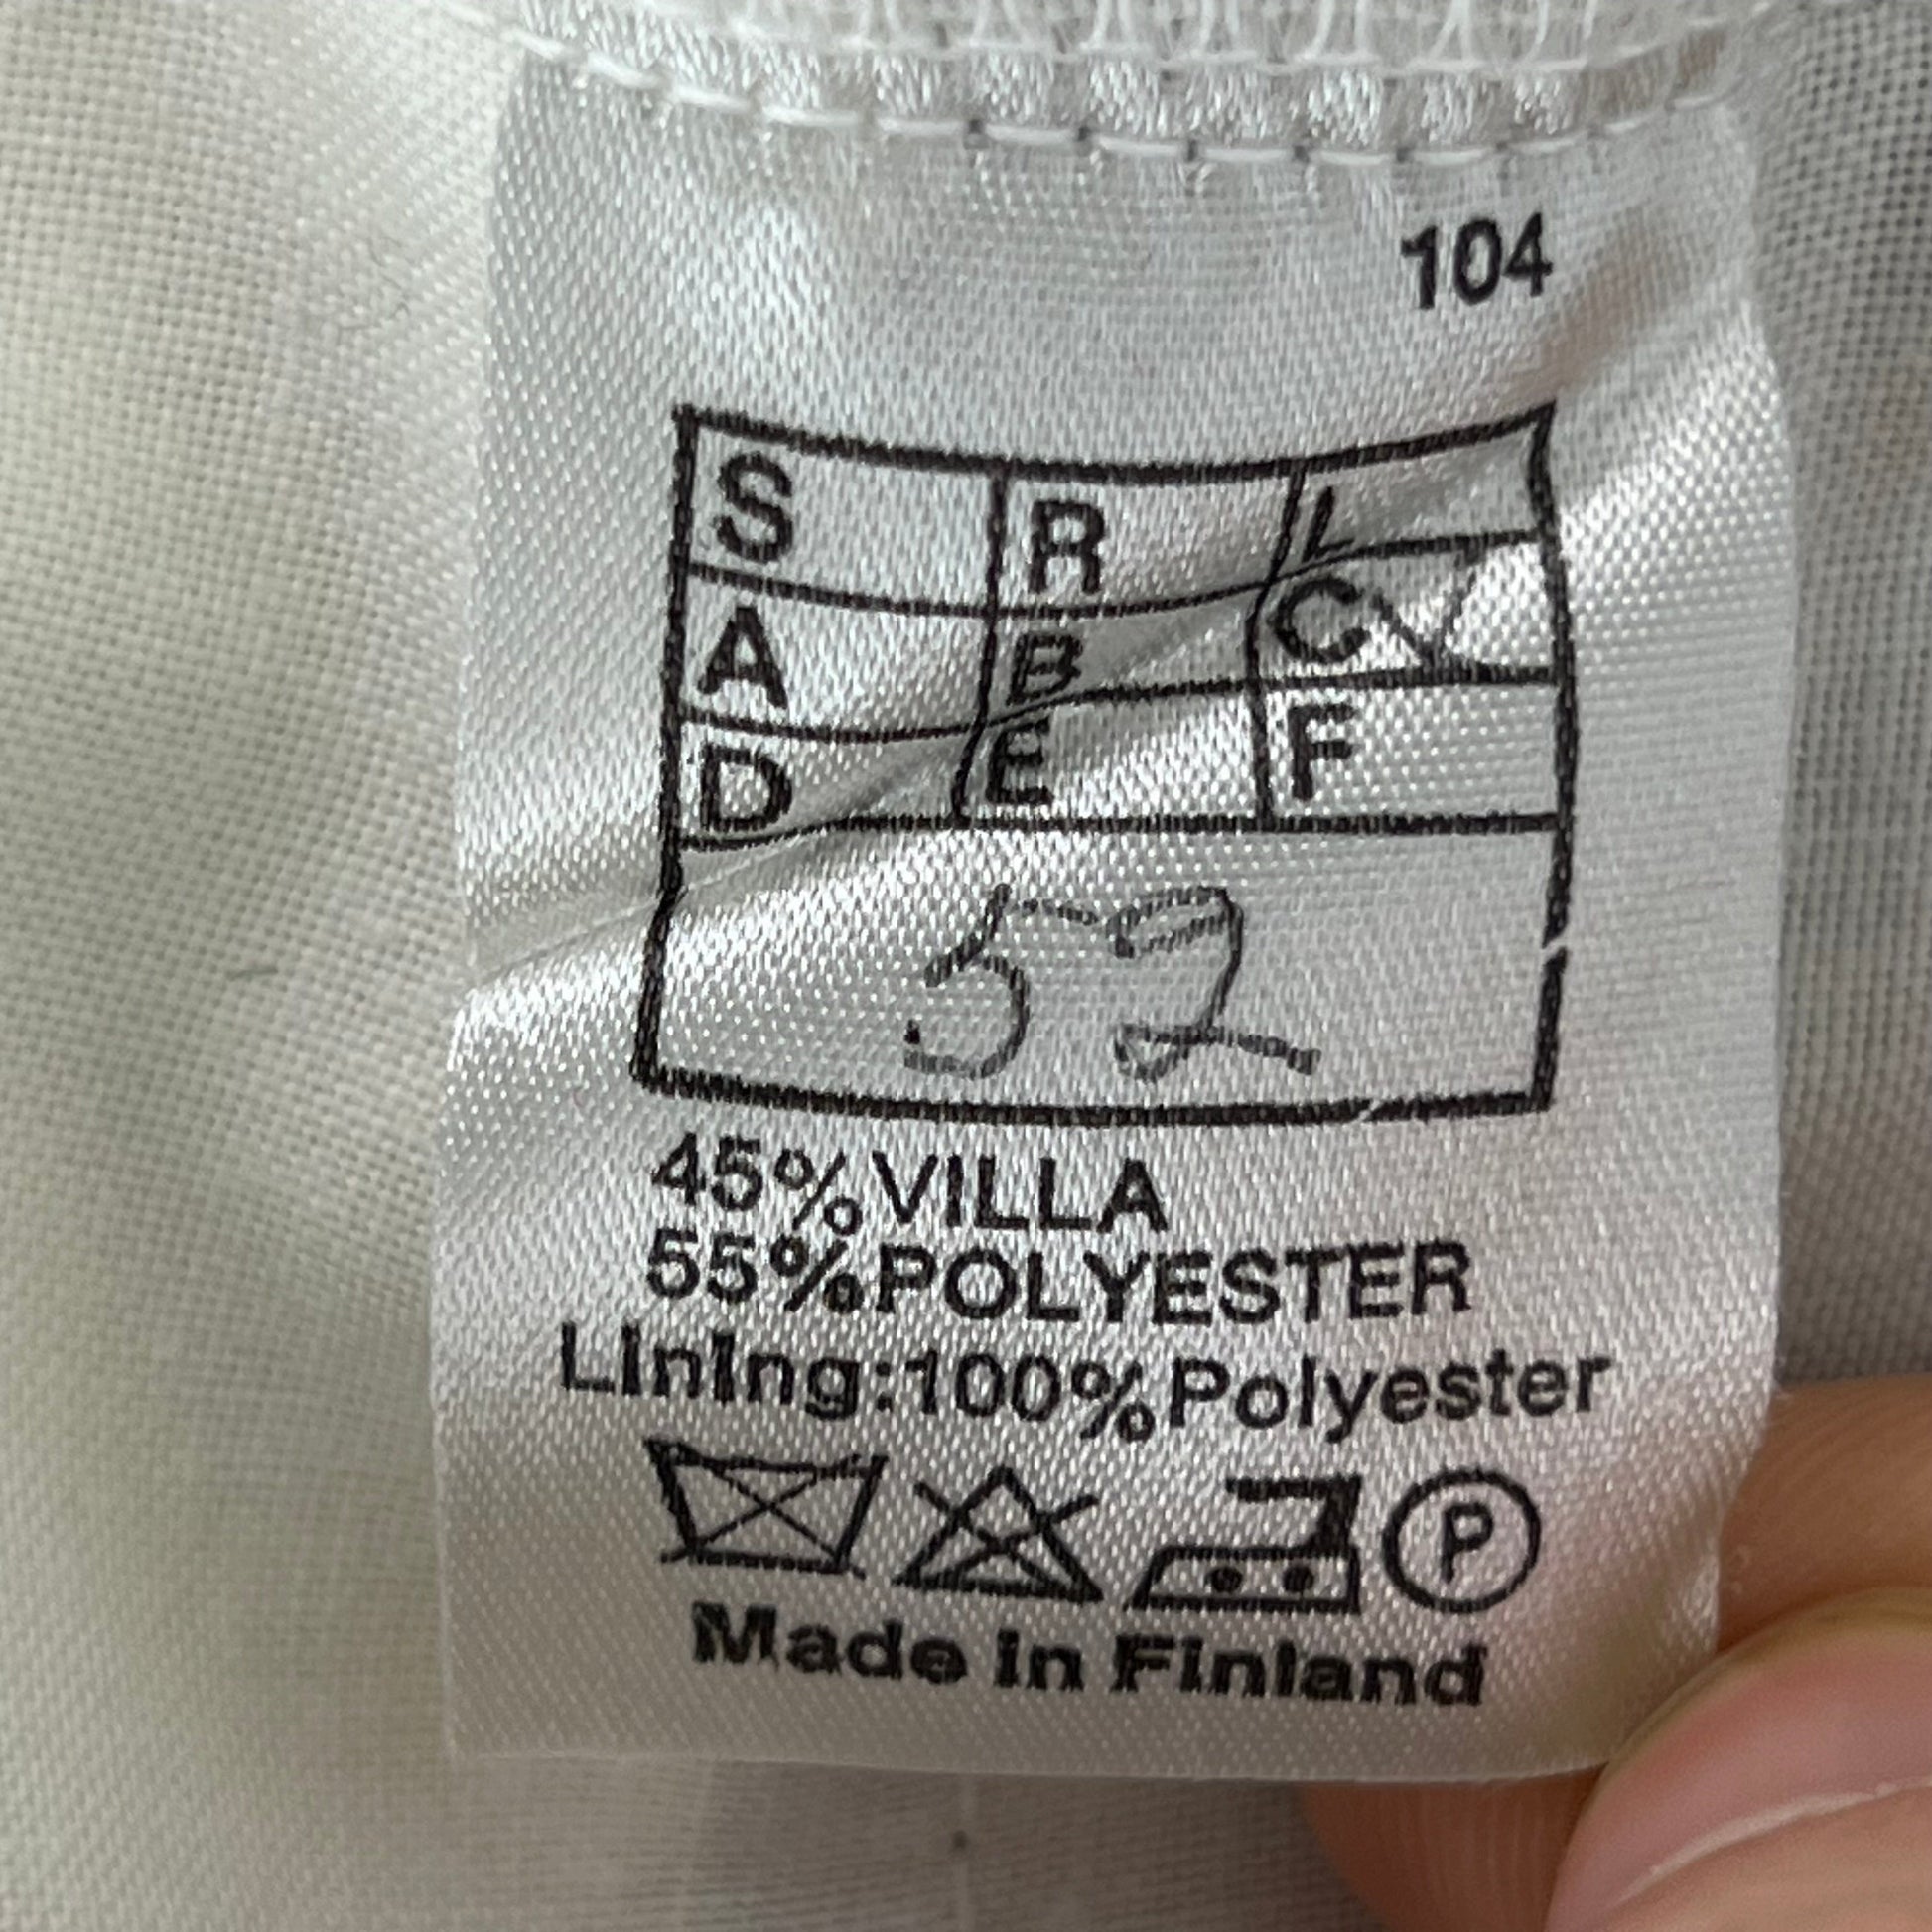 104
S R L
A B C
D E F
52
45%VILLA
55%POLYESTER
Lining:100%Polyester
P
Made in Finland